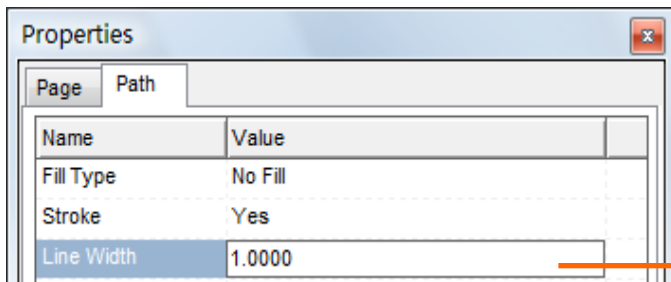 Properties
Page Path
Name Value
Fill Type No Fill
Stroke Yes
Line Width 1.0000